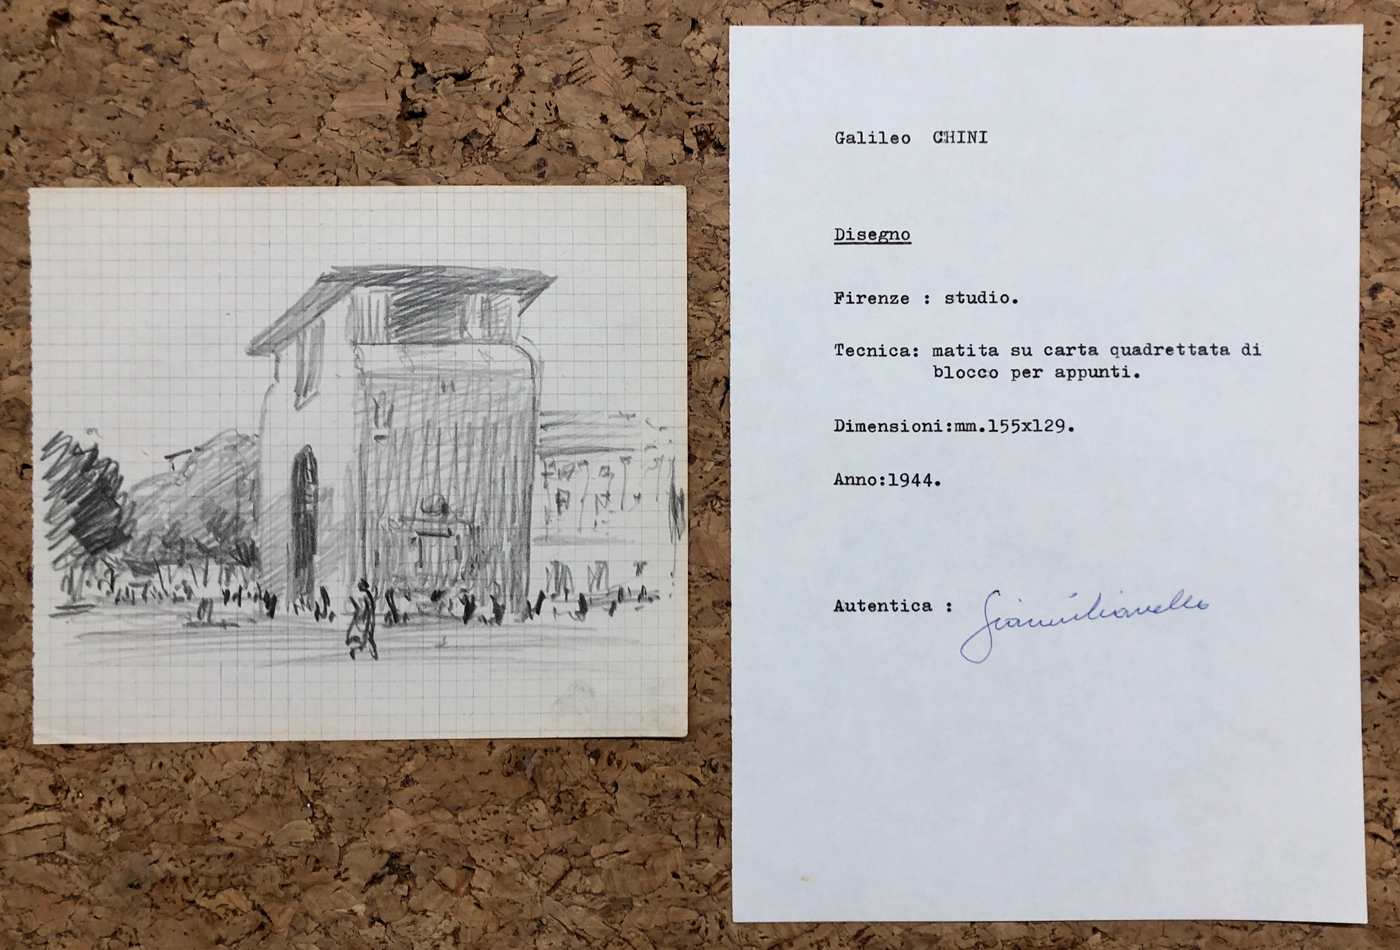 Galileo CHINI
Disegno
Firenze : studio.
Tecnica: matita su carta quadrettata di
blocco per appunti.
Dimensioni:mm.155x129.
Anno:1944.
Autentica :